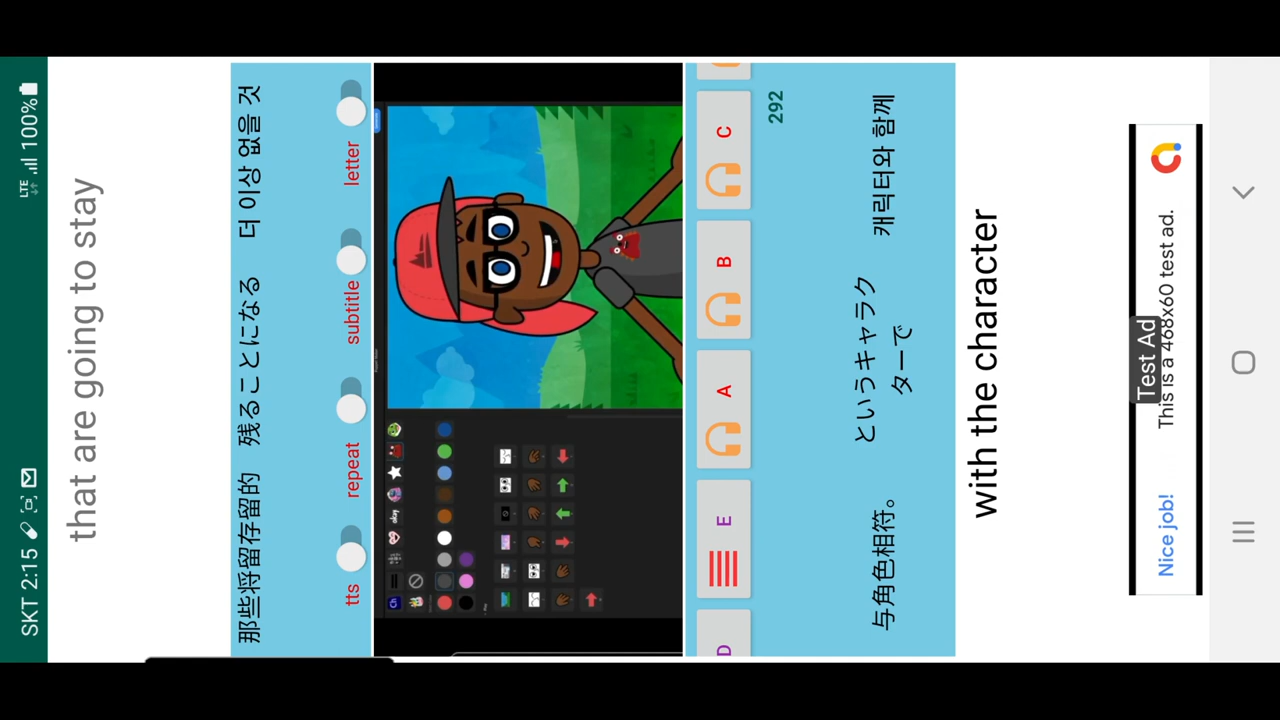 SKT 2:15 LTE 100%
that are going to stay
那些将留存留的 残ることになる 더 이상 없을 것
tts repeat subtitle letter
D E A B C
292
与角色相符。
というキャラク
ターで
캐릭터와 함께
with the character
Test Ad
Nice job! This is a 468x60 test ad.